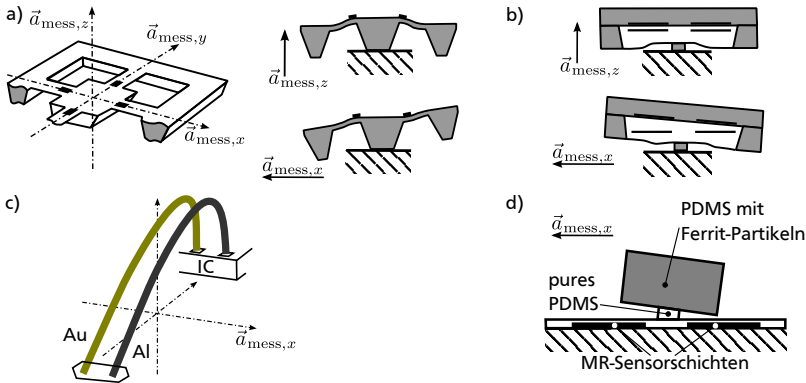 a)
a⃗mess,z
a⃗mess,y
a⃗mess,x
a⃗mess,z
a⃗mess,x
b)
a⃗mess,z
a⃗mess,x
c)
IC
Au
Al
a⃗mess,x
d)
a⃗mess,x
PDMS mit
Ferrit-Partikeln
pures
PDMS
MR-Sensorschichten